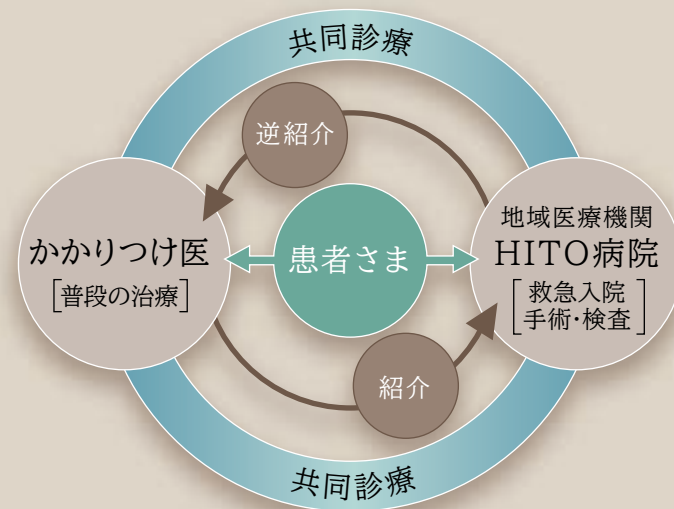 共同診療
逆紹介
かかりつけ医
[普段の治療]
患者さま
地域医療機関
HITO病院
[救急入院
手術・検査]
紹介
共同診療